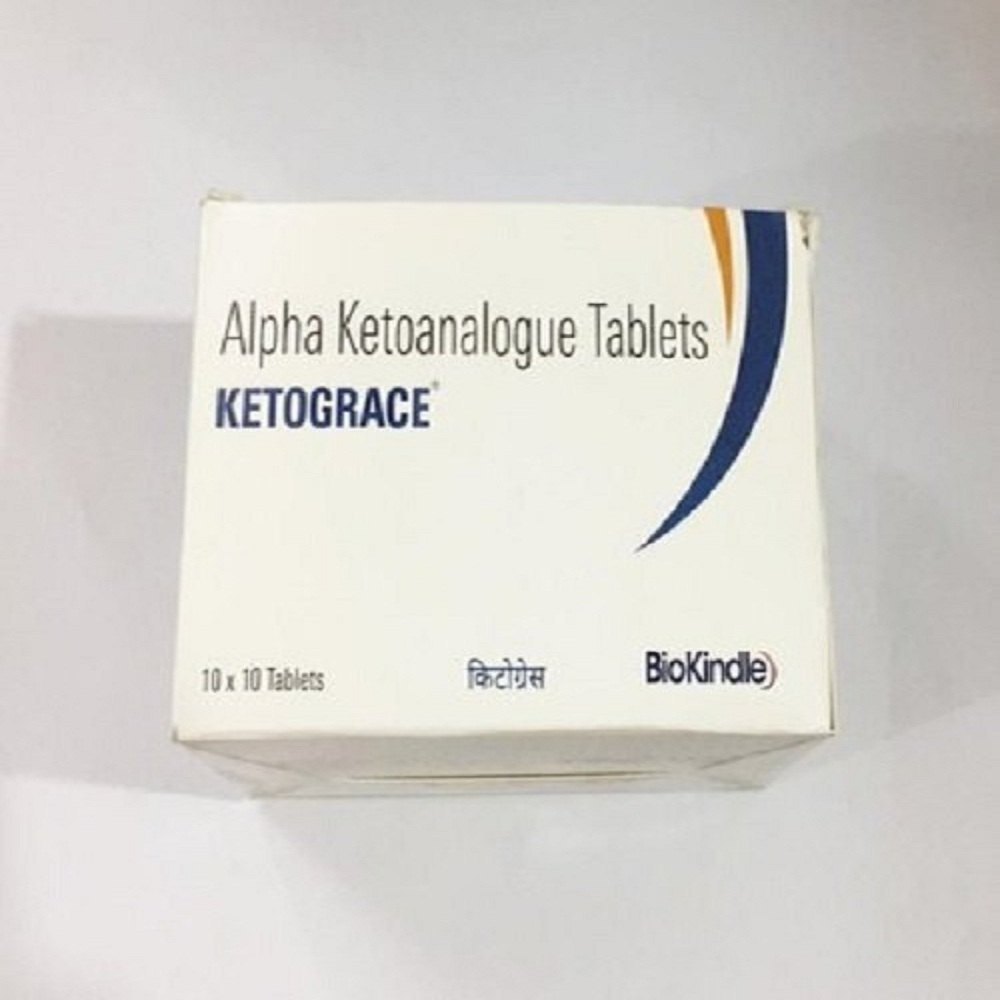 Alpha Ketoanalogue Tablets
KETOGRACE®
10 x 10 Tablets
किटोग्रेस
BioKindle